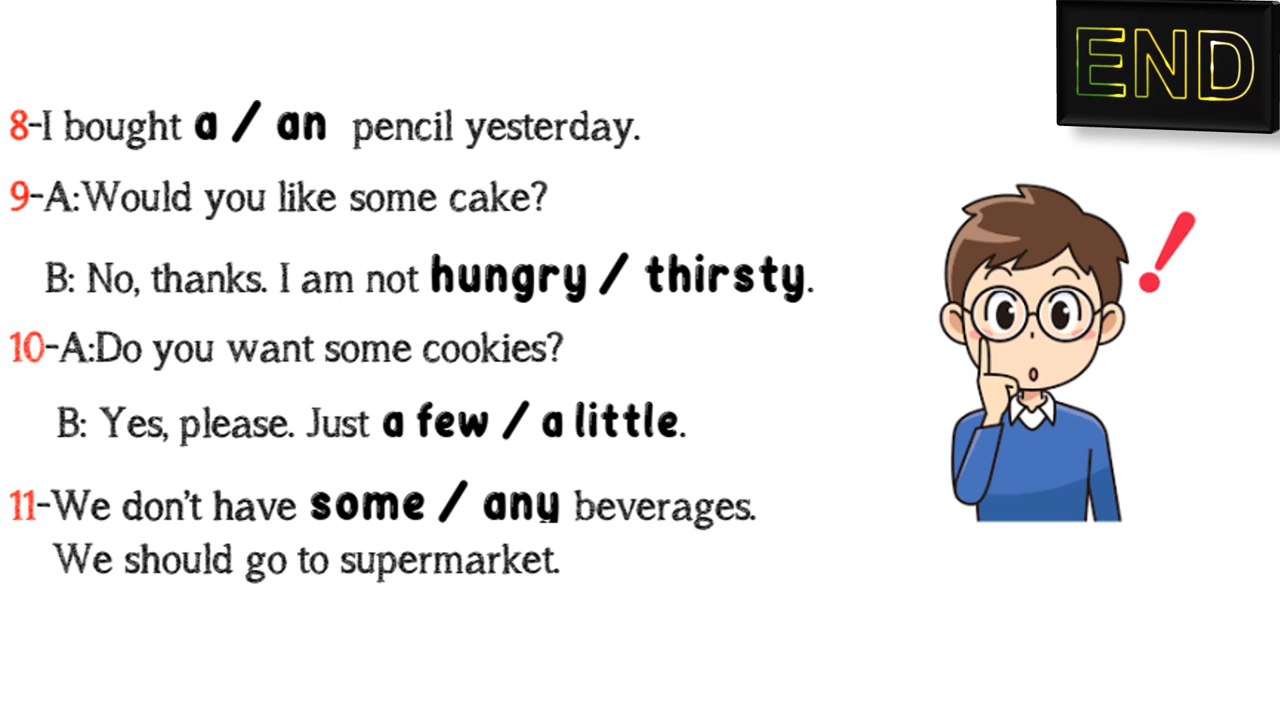 END
8-I bought a / an pencil yesterday.
9-A:Would you like some cake?
B: No, thanks. I am not hungry / thirsty.
10-A:Do you want some cookies?
B: Yes, please. Just a few / a little.
11-We don't have some / any beverages.
We should go to supermarket.